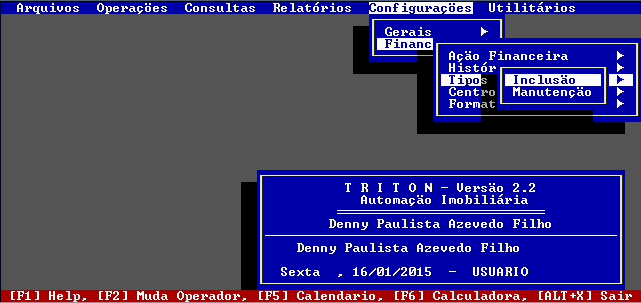 Arquivos Operações Consultas Relatórios Configurações Utilitários
Gerais
Financ
Ação Financeira
Histór
Tipos
Inclusão
Centro
Manutenção
Format
T R I T O N - Versão 2.2
Automação Imobiliária
Denny Paulista Azevedo Filho
Denny Paulista Azevedo Filho
Sexta , 16/01/2015 - USUARIO
[F1] Help, [F2] Muda Operador, [F5] Calendario, [F6] Calculadora, [ALT+X] Sair